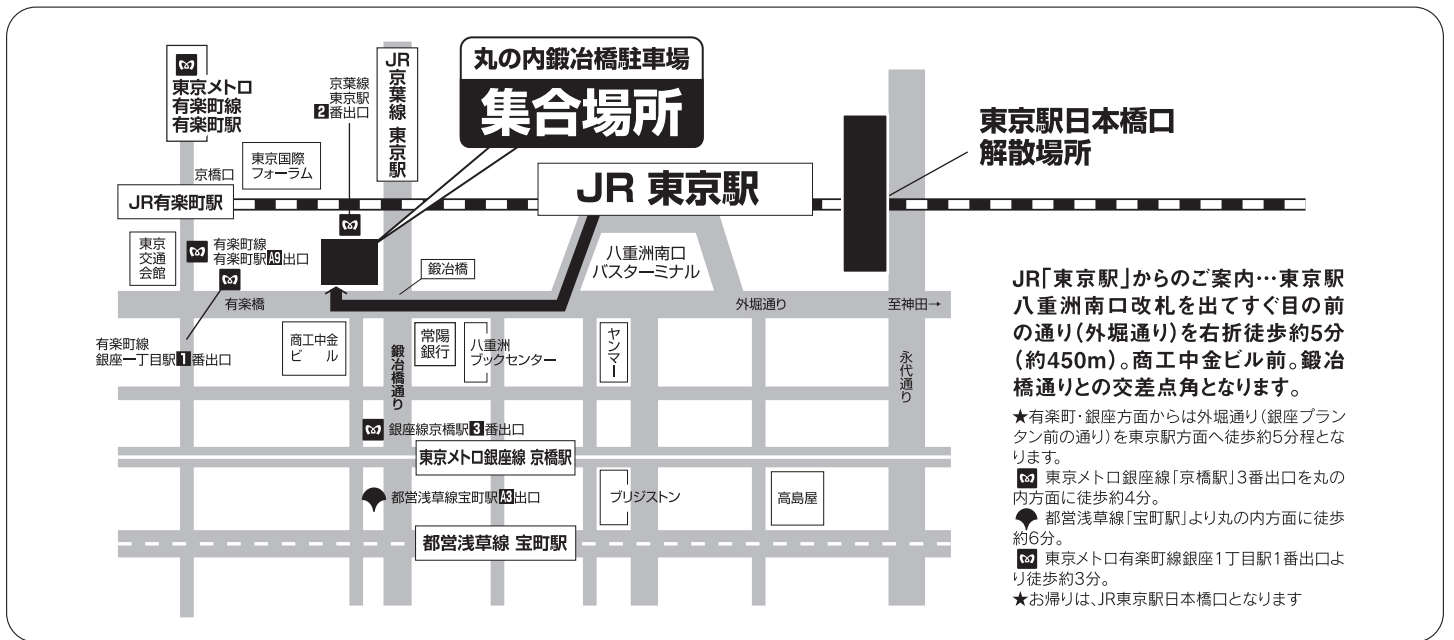 丸の内鍛冶橋駐車場
集合場所
東京メトロ
有楽町線
有楽町駅
京葉線
東京駅
2番出口
JR京葉線 東京駅
東京駅日本橋口
解散場所
京橋口
東京国際
フォーラム
JR有楽町駅
JR 東京駅
東京
交通
会館
有楽町線
有楽町駅A9出口
鍛冶橋
八重洲南口
バスターミナル
有楽橋
外堀通り
至神田→
有楽町線
銀座一丁目駅1番出口
商工中金
ビル
鍛冶橋通り
常陽
銀行
八重洲
ブックセンター
ヤンマー
永代通り
銀座線京橋駅3番出口
東京メトロ銀座線 京橋駅
都営浅草線宝町駅A3出口
ブリジストン
高島屋
都営浅草線 宝町駅
JR「東京駅」からのご案内…東京駅
八重洲南口改札を出てすぐ目の前
の通り(外堀通り)を右折徒歩約5分
(約450m)。商工中金ビル前。鍛冶
橋通りとの交差点角となります。
★有楽町・銀座方面からは外堀通り(銀座プラン
タン前の通り)を東京駅方面へ徒歩約5分程とな
ります。
東京メトロ銀座線「京橋駅」3番出口を丸の
内方面に徒歩約4分。
都営浅草線「宝町駅」より丸の内方面に徒歩
約6分。
東京メトロ有楽町線銀座1丁目駅1番出口よ
り徒歩約3分。
★お帰りは、JR東京駅日本橋口となります